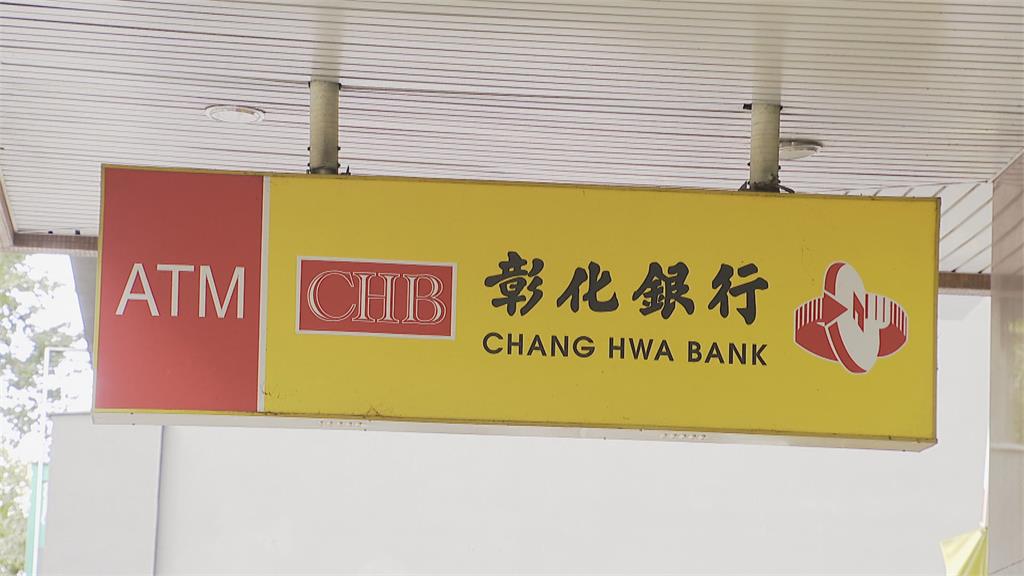 ATM
CHB
彰化銀行
CHANG HWA BANK